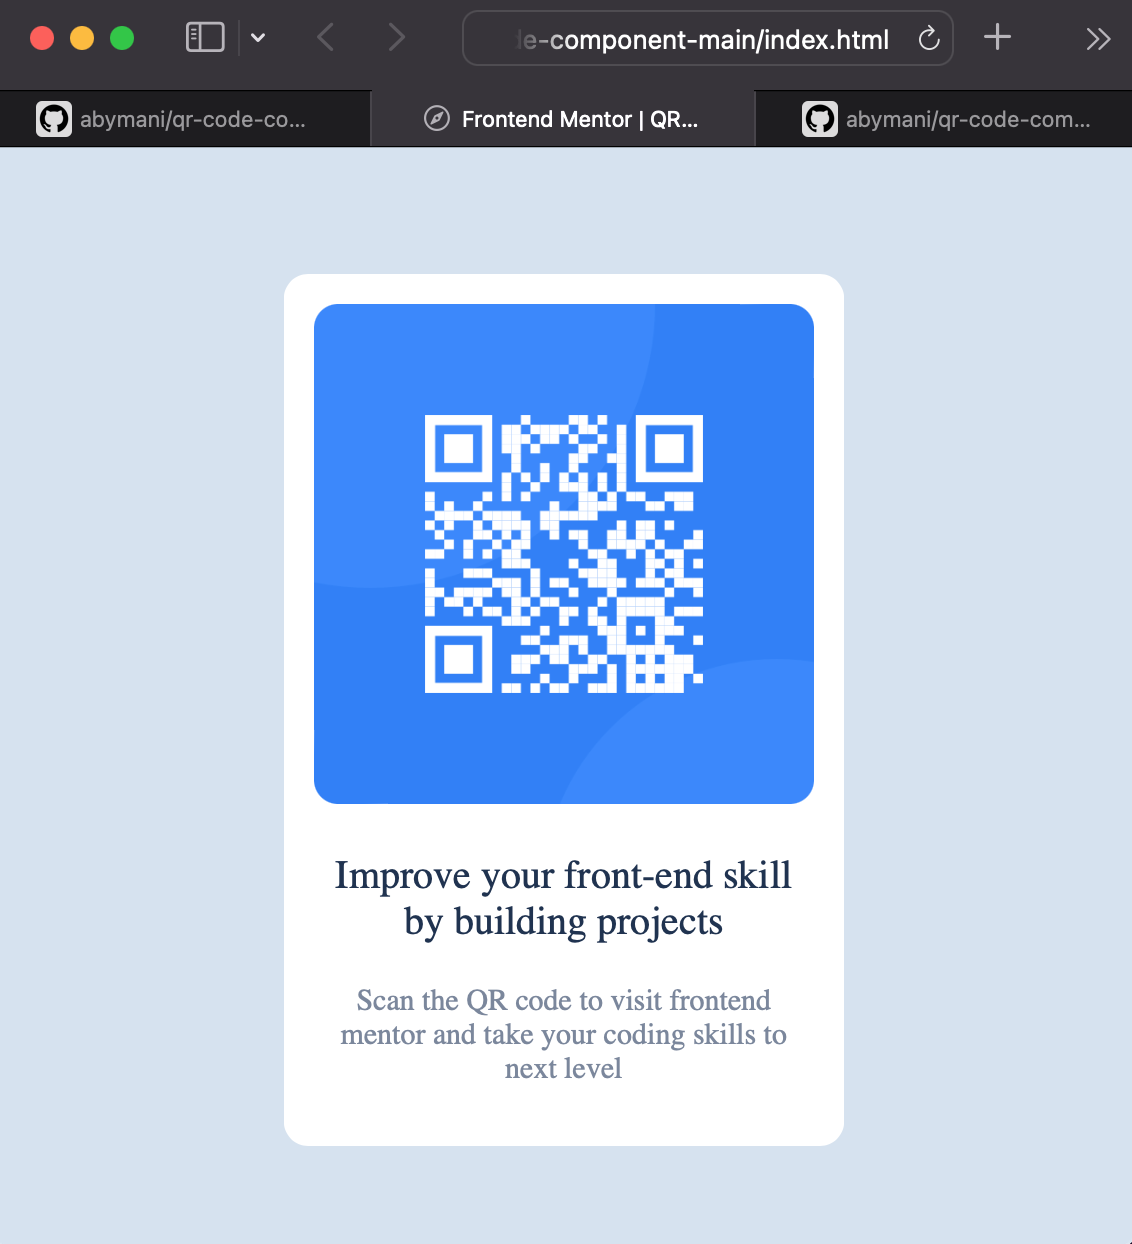 de-component-main/index.html
abymani/qr-code-co...
Frontend Mentor | QR...
abymani/qr-code-com...
Improve your front-end skill
by building projects
Scan the QR code to visit frontend
mentor and take your coding skills to
next level